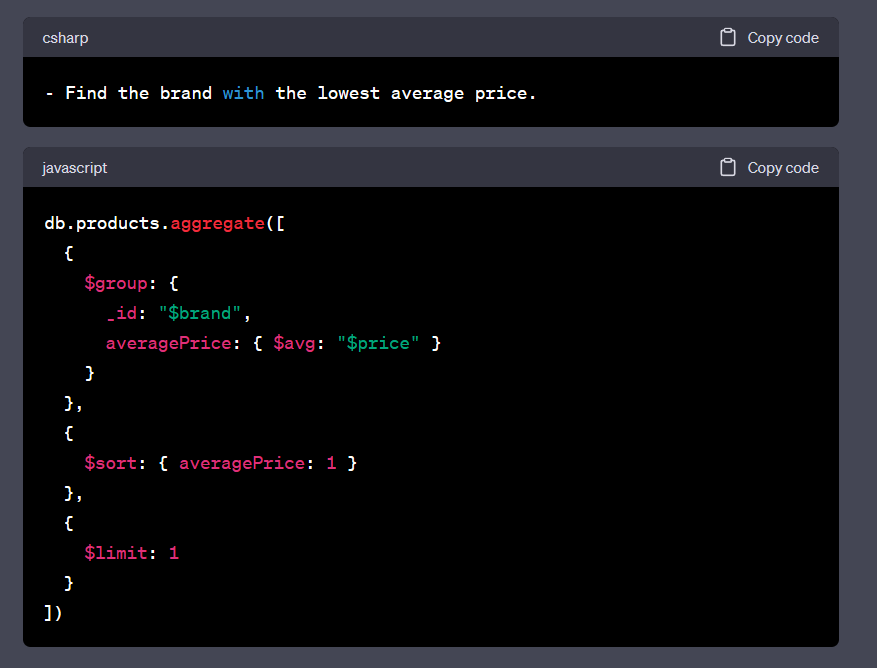 csharp Copy code
- Find the brand with the lowest average price.
javascript Copy code
db.products.aggregate([
  {
    $group: {
      _id: "$brand",
      averagePrice: { $avg: "$price" }
    }
  },
  {
    $sort: { averagePrice: 1 }
  },
  {
    $limit: 1
  }
])